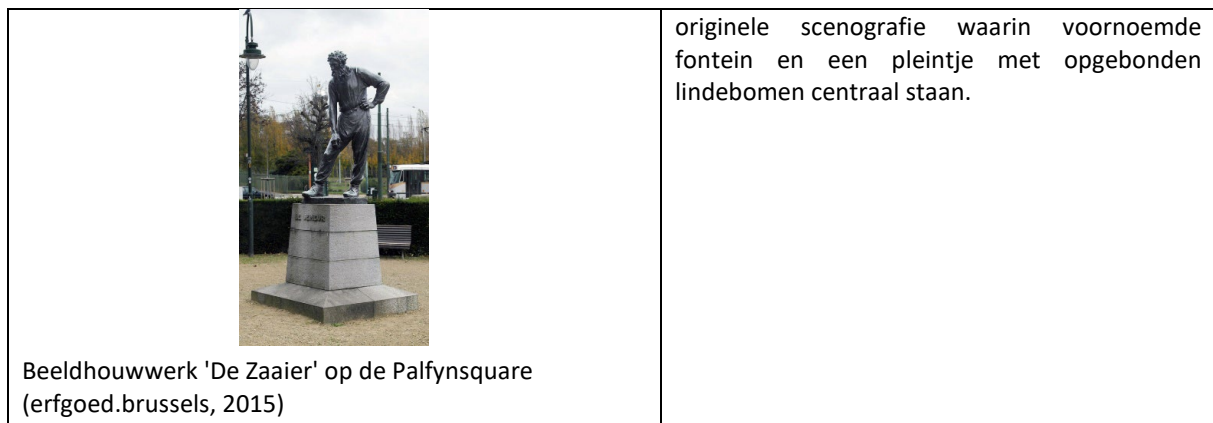 Beeldhouwwerk 'De Zaaier' op de Palfynsquare
(erfgoed.brussels, 2015)
originele scenografie waarin voornoemde
fontein en een pleintje met opgebonden
lindebomen centraal staan.